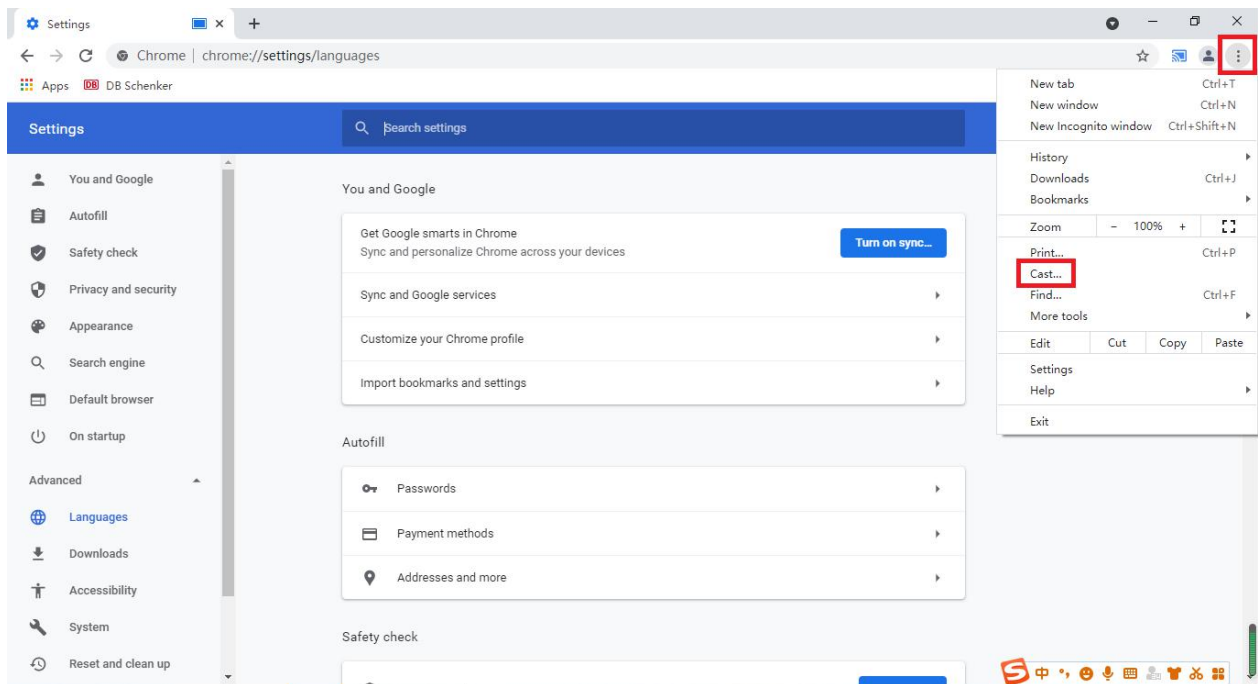 Settings
Chrome | chrome://settings/languages
Apps DB DB Schenker
Settings
Search settings
You and Google
Autofill
Safety check
Privacy and security
Appearance
Search engine
Default browser
On startup
Advanced
Languages
Downloads
Accessibility
System
Reset and clean up
You and Google
Get Google smarts in Chrome
Sync and personalize Chrome across your devices
Turn on sync...
Sync and Google services
Customize your Chrome profile
Import bookmarks and settings
Autofill
Passwords
Payment methods
Addresses and more
Safety check
New tab Ctrl+T
New window Ctrl+N
New Incognito window Ctrl+Shift+N
History
Downloads Ctrl+J
Bookmarks
Zoom - 100% +
Print... Ctrl+P
Cast...
Find... Ctrl+F
More tools
Edit Cut Copy Paste
Settings
Help
Exit
S 中 °,